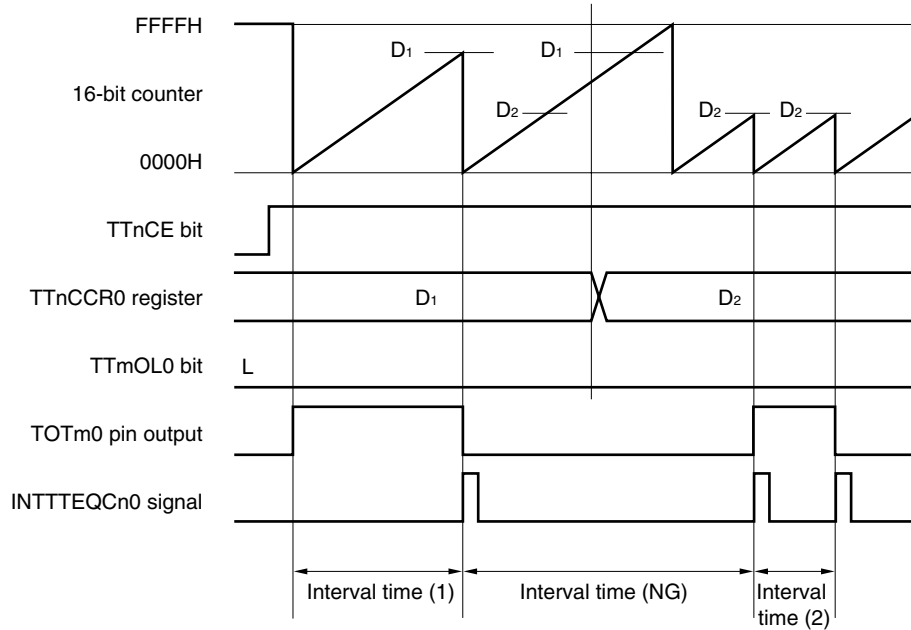 FFFFH
D1
D1
16-bit counter
D2
D2
D2
0000H
TTnCE bit
TTnCCR0 register
D1
D2
TTmOL0 bit
L
TOTm0 pin output
INTTTEQCn0 signal
Interval time (1)
Interval time (NG)
Interval
time (2)